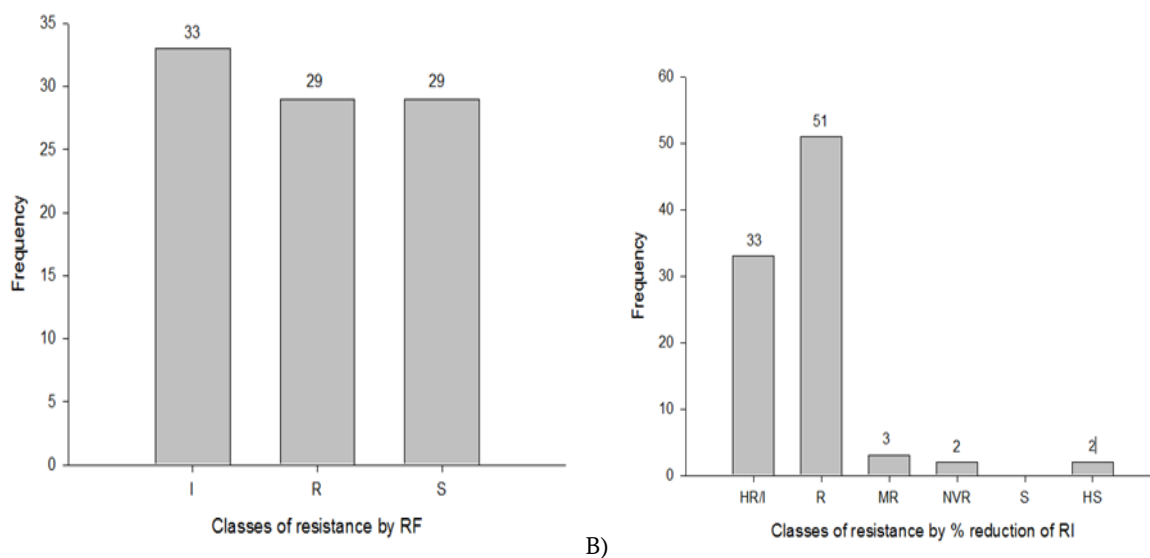 35
30
25
20
15
10
5
0
Frequency
33
29
29
I
R
S
Classes of resistance by RF
B)
60
50
40
30
20
10
0
Frequency
33
51
3
2
2
HR/I
R
MR
NVR
S
HS
Classes of resistance by % reduction of RI